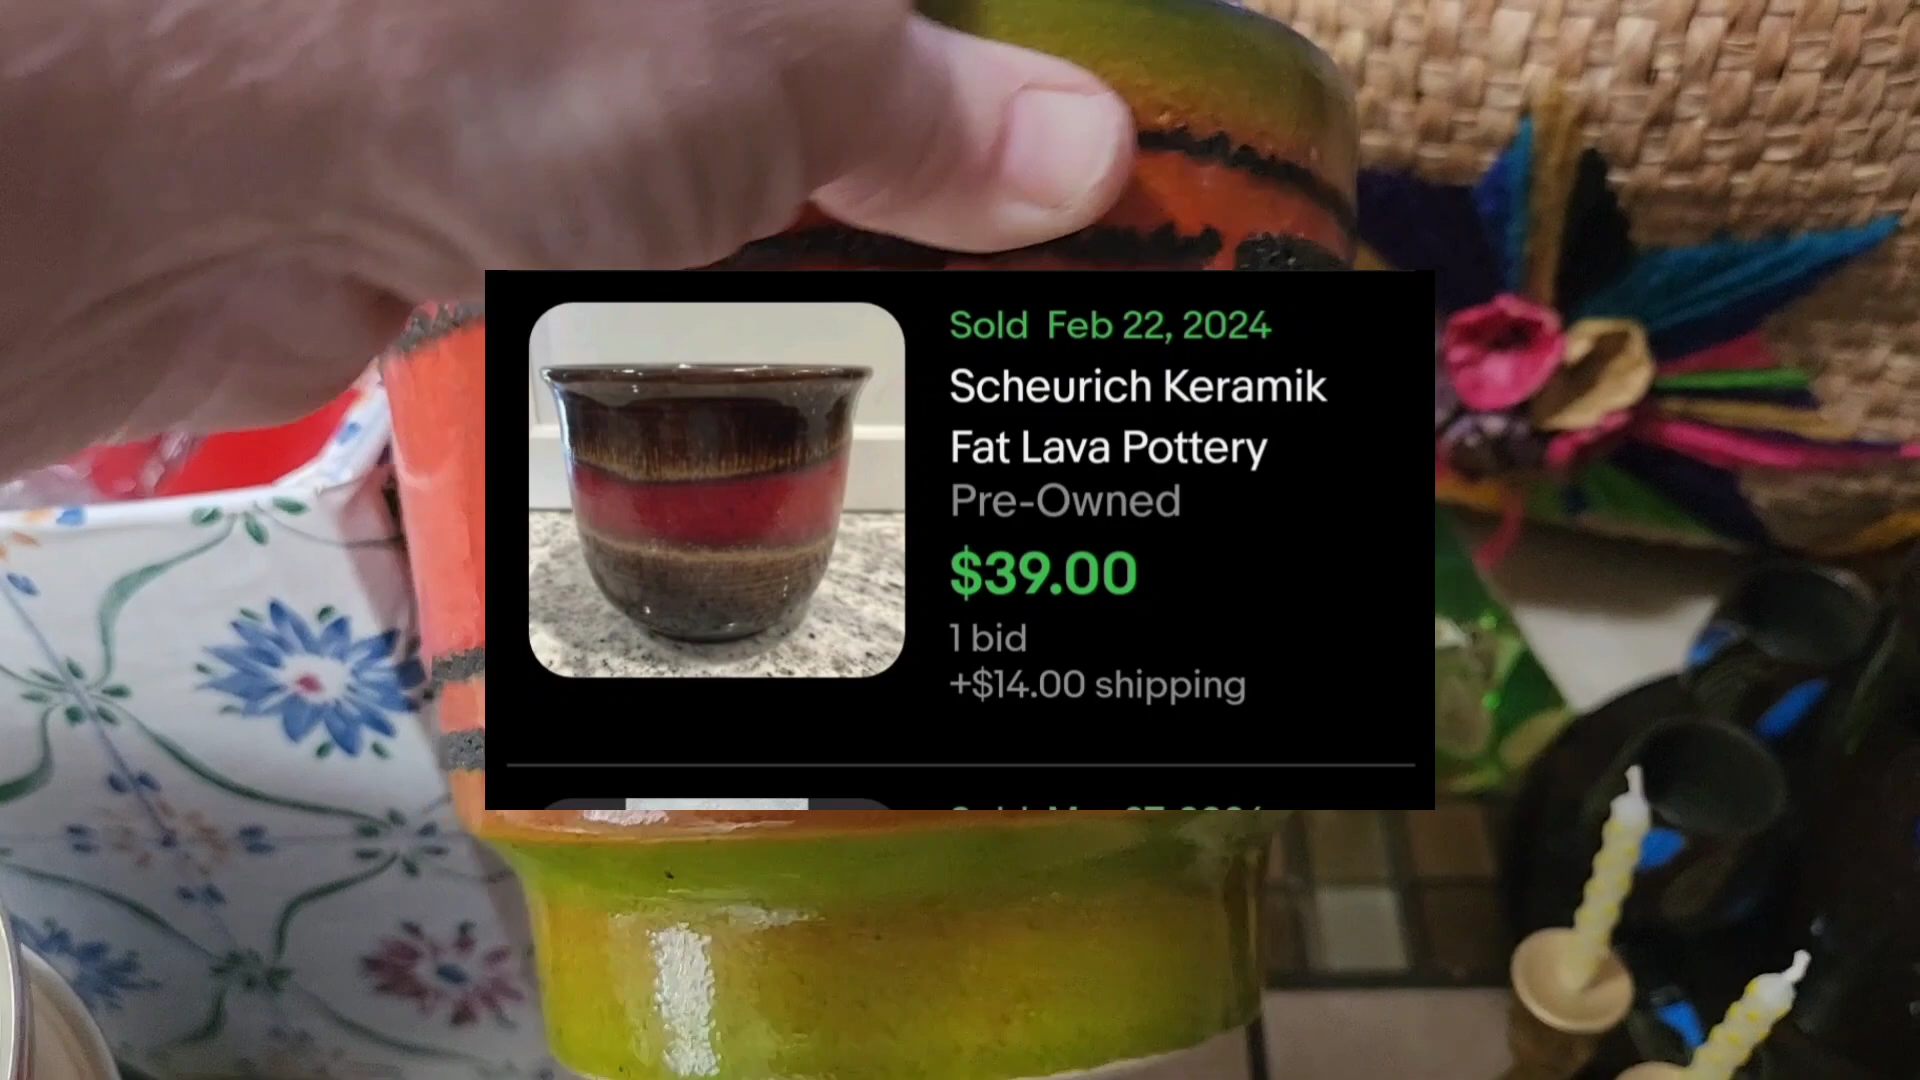 Sold Feb 22, 2024
Scheurich Keramik
Fat Lava Pottery
Pre-Owned
$39.00
1 bid
+$14.00 shipping